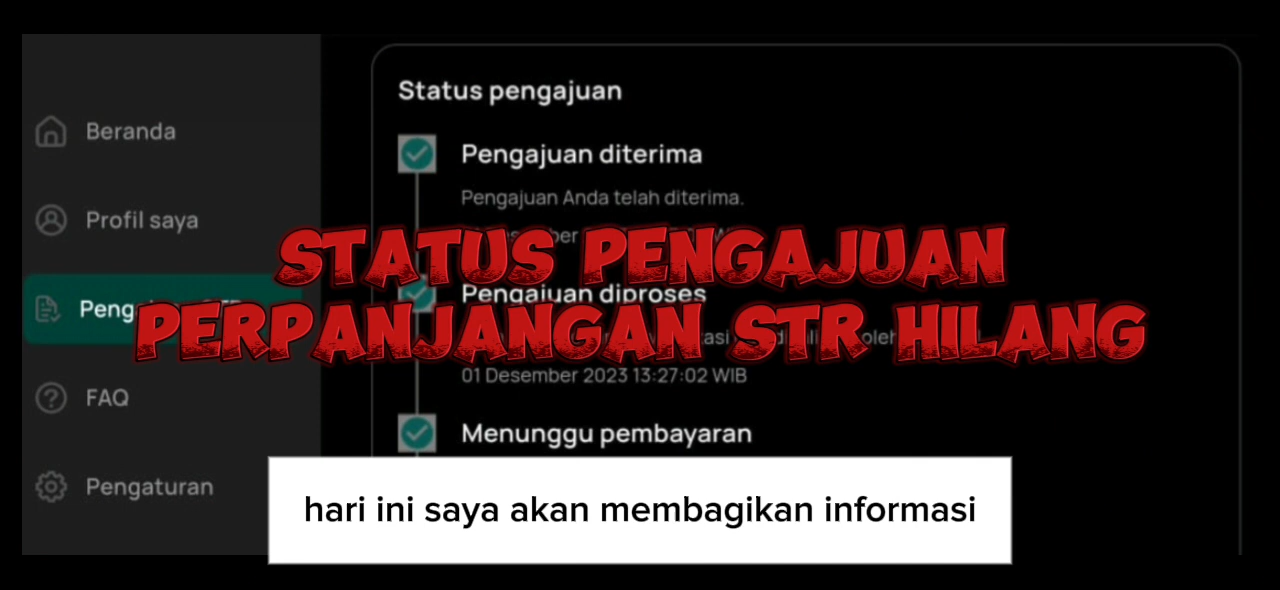 Status pengajuan
Beranda
Pengajuan diterima
Pengajuan Anda telah diterima.
Profil saya
STATUS PENGAJUAN
Pengajuan diproses
PERPANJANGAN STR HILANG
oleh
01 Desember 2023 13:27:02 WIB
FAQ
Menunggu pembayaran
Pengaturan
hari ini saya akan membagikan informasi